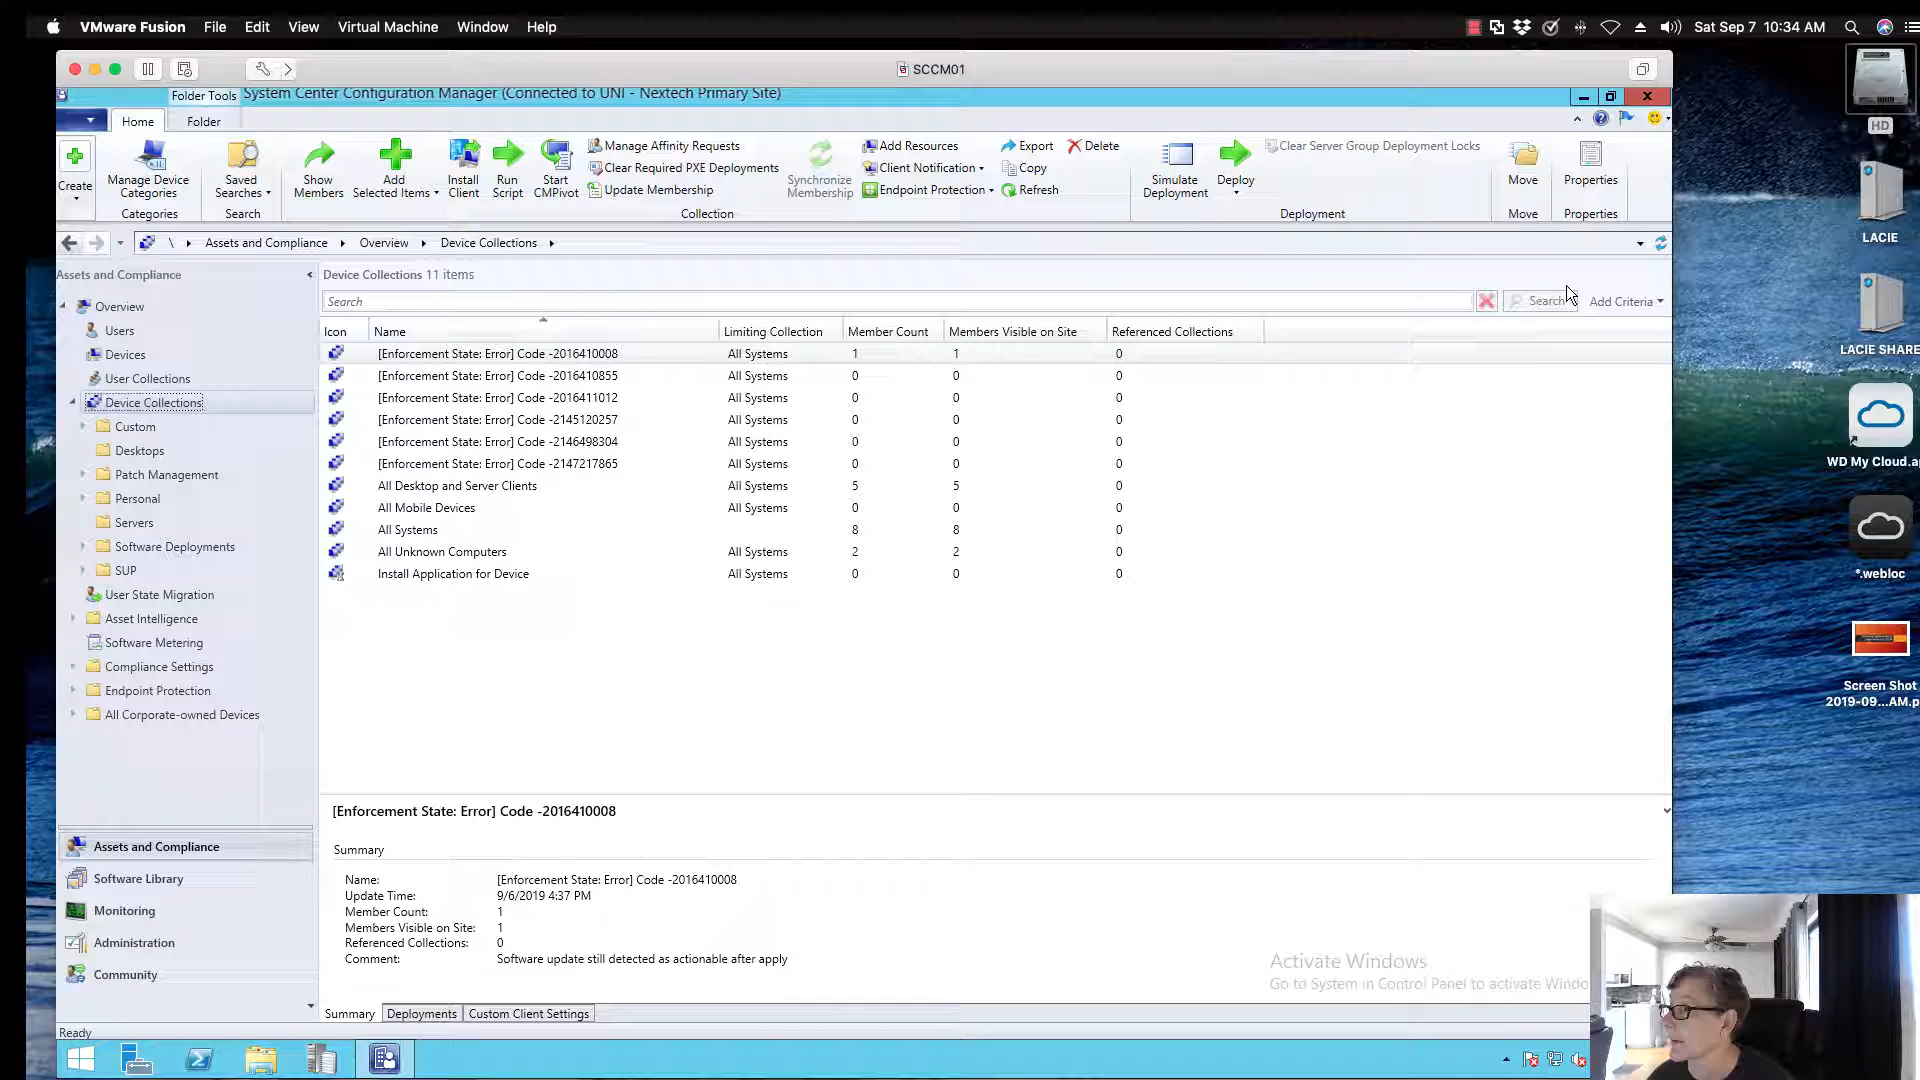 VMware Fusion File Edit View Virtual Machine Window Help Sat Sep 7 10:34 AM
SCCM01
Folder Tools System Center Configuration Manager (Connected to UNI - Nextech Primary Site)
Home Folder
Create
Manage Device Categories
Categories
Saved Searches
Search
Show Members
Add Selected Items
Install Client
Run Script
Start CMPivot
Manage Affinity Requests
Clear Required PXE Deployments
Update Membership
Synchronize Membership
Add Resources
Client Notification
Endpoint Protection
Export
Copy
Refresh
Delete
Collection
Simulate Deployment
Deploy
Clear Server Group Deployment Locks
Deployment
Move
Move
Properties
Properties
\ Assets and Compliance Overview Device Collections
Assets and Compliance
Overview
Users
Devices
User Collections
Device Collections
Custom
Desktops
Patch Management
Personal
Servers
Software Deployments
SUP
User State Migration
Asset Intelligence
Software Metering
Compliance Settings
Endpoint Protection
All Corporate-owned Devices
Assets and Compliance
Software Library
Monitoring
Administration
Community
Device Collections 11 items
Search Search Add Criteria
Icon Name Limiting Collection Member Count Members Visible on Site Referenced Collections
[Enforcement State: Error] Code -2016410008 All Systems 1 1 0
[Enforcement State: Error] Code -2016410855 All Systems 0 0 0
[Enforcement State: Error] Code -2016411012 All Systems 0 0 0
[Enforcement State: Error] Code -2145120257 All Systems 0 0 0
[Enforcement State: Error] Code -2146498304 All Systems 0 0 0
[Enforcement State: Error] Code -2147217865 All Systems 0 0 0
All Desktop and Server Clients All Systems 5 5 0
All Mobile Devices All Systems 0 0 0
All Systems 8 8 0
All Unknown Computers All Systems 2 2 0
Install Application for Device All Systems 0 0 0
[Enforcement State: Error] Code -2016410008
Summary
Name: [Enforcement State: Error] Code -2016410008
Update Time: 9/6/2019 4:37 PM
Member Count: 1
Members Visible on Site: 1
Referenced Collections: 0
Comment: Software update still detected as actionable after apply
Activate Windows
Go to System in Control Panel to activate Windo
Summary Deployments Custom Client Settings
Ready
HD
LACIE
LACIE SHARE
WD My Cloud.a
*.webloc
Screen Shot
2019-09...AM.p